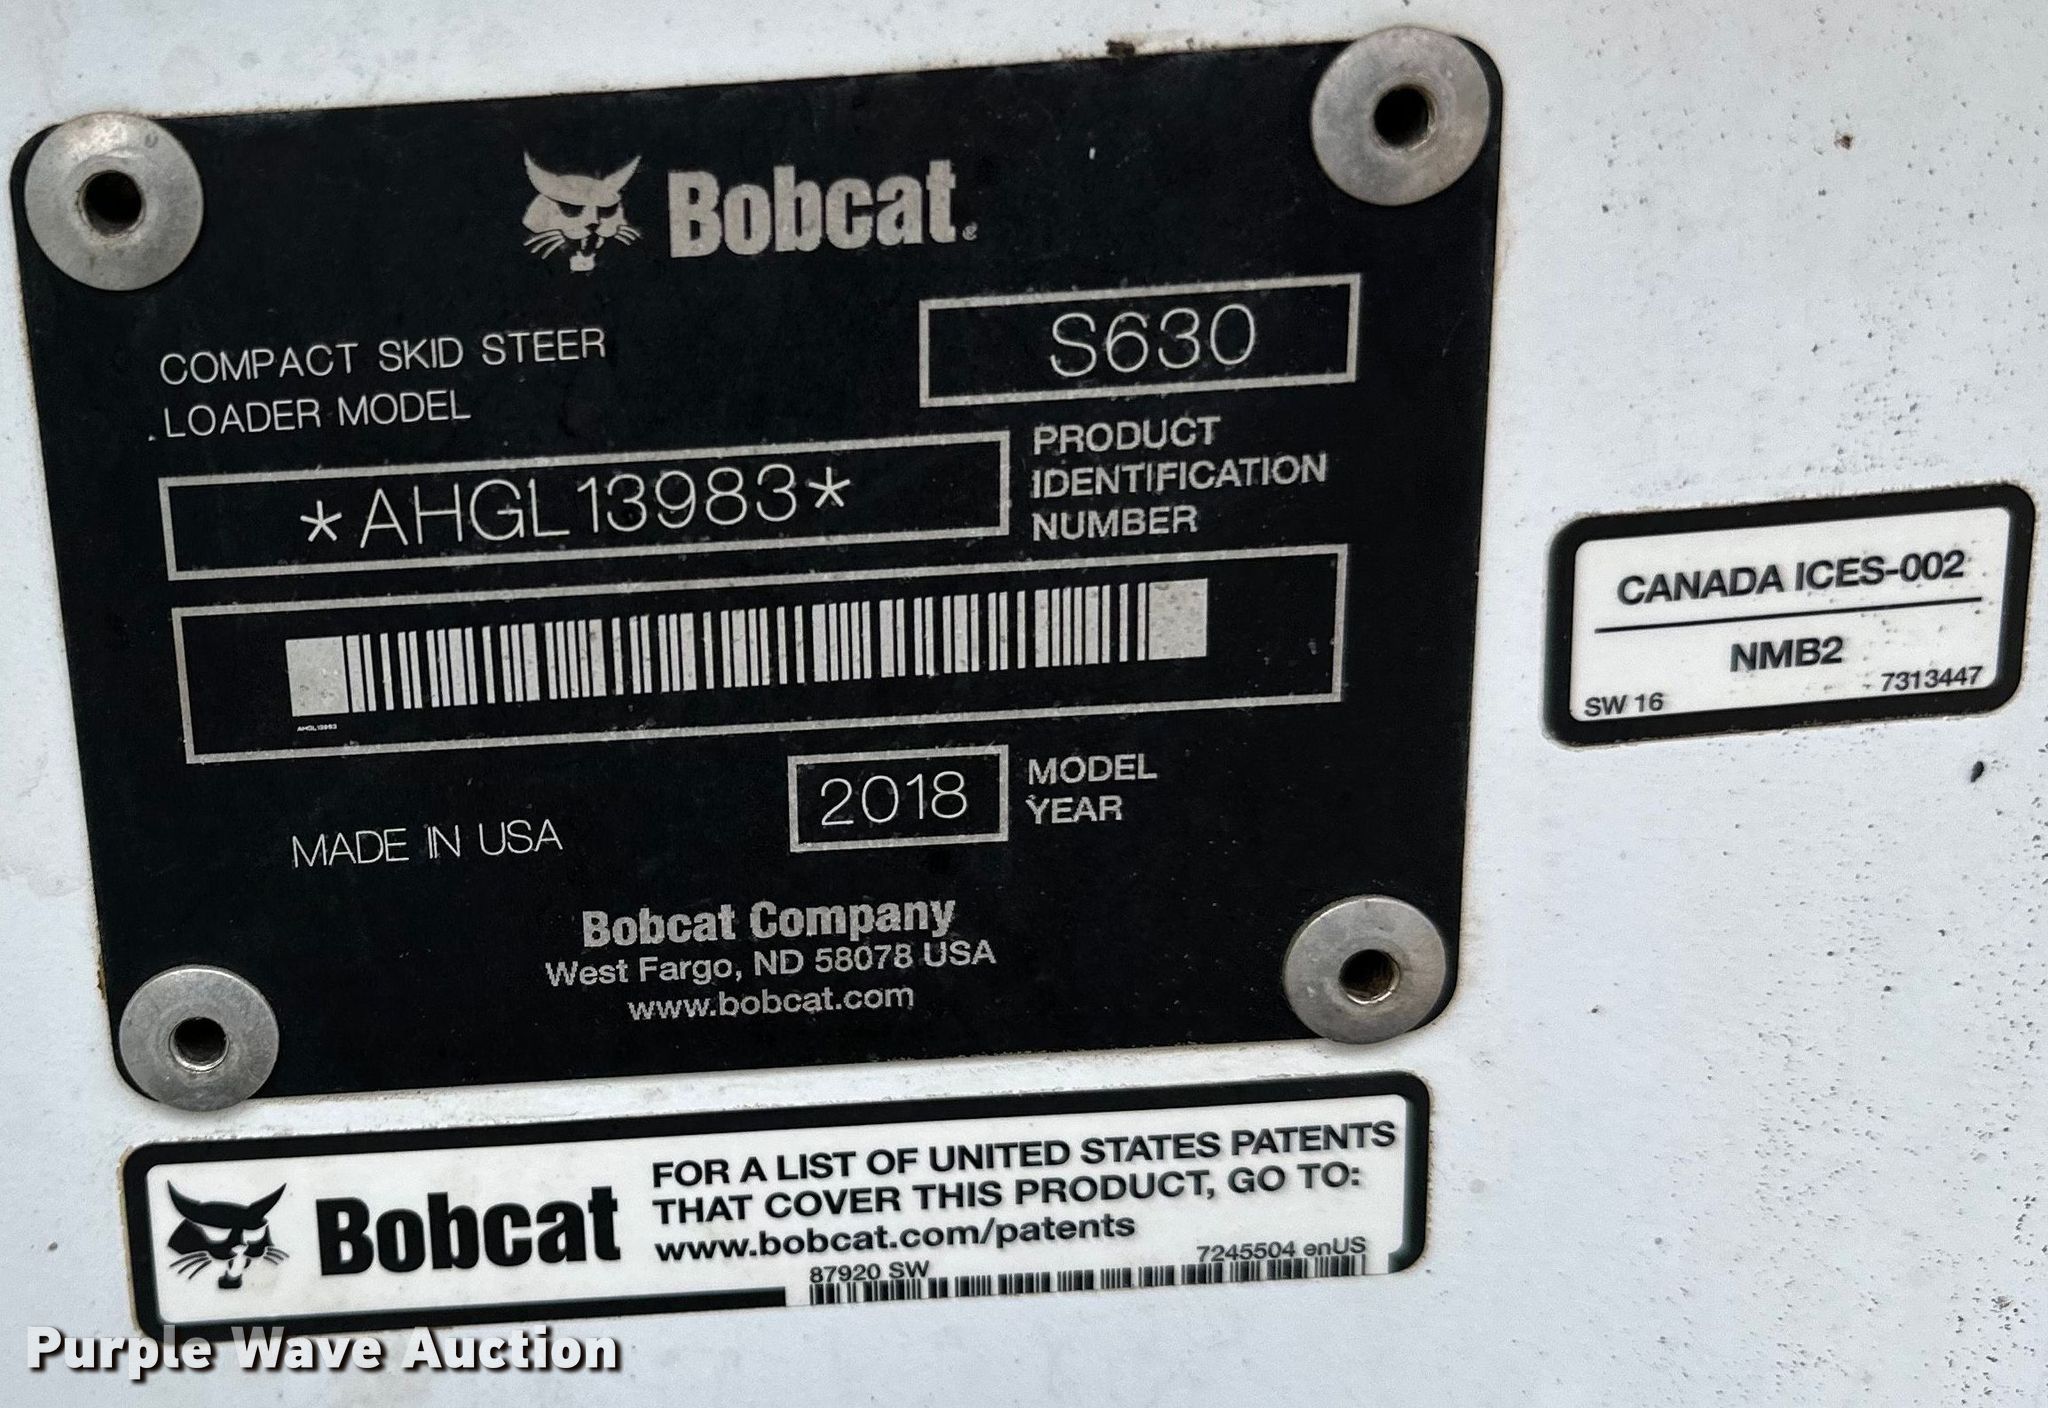 Bobcat®
COMPACT SKID STEER
LOADER MODEL
S630
*AHGL13983*
PRODUCT
IDENTIFICATION
NUMBER
AHGL13983
MADE IN USA
2018
MODEL
YEAR
Bobcat Company
West Fargo, ND 58078 USA
www.bobcat.com
CANADA ICES-002
NMB2
SW 16
7313447
Bobcat
FOR A LIST OF UNITED STATES PATENTS
THAT COVER THIS PRODUCT, GO TO:
www.bobcat.com/patents
87920 SW
7245504 enUS
Purple Wave Auction